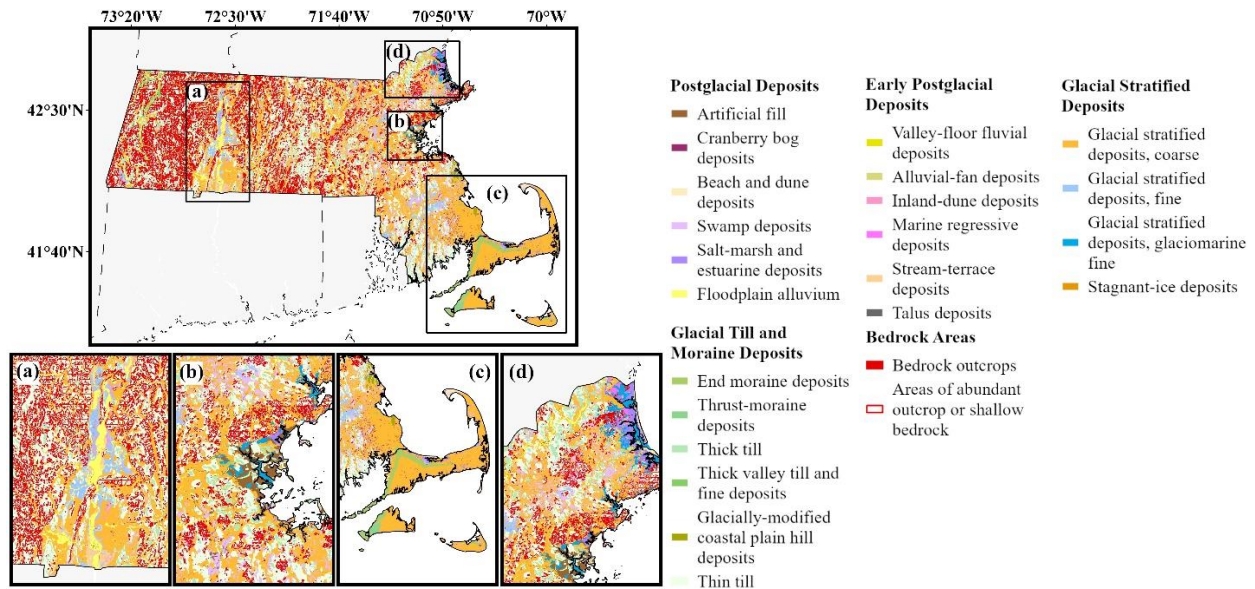 73°20'W 72°30'W 71°40'W 70°50'W 70°W
42°30'N
41°40'N
(a)
(b)
(c)
(d)
(a)
(b)
(c)
(d)
Postglacial Deposits
Artificial fill
Cranberry bog
deposits
Beach and dune
deposits
Swamp deposits
Salt-marsh and
estuarine deposits
Floodplain alluvium
Glacial Till and
Moraine Deposits
End moraine deposits
Thrust-moraine
deposits
Thick till
Thick valley till and
fine deposits
Glacially-modified
coastal plain hill
deposits
Thin till
Early Postglacial
Deposits
Valley-floor fluvial
deposits
Alluvial-fan deposits
Inland-dune deposits
Marine regressive
deposits
Stream-terrace
deposits
Talus deposits
Bedrock Areas
Bedrock outcrops
Areas of abundant
outcrop or shallow
bedrock
Glacial Stratified
Deposits
Glacial stratified
deposits, coarse
Glacial stratified
deposits, fine
Glacial stratified
deposits, glaciomarine
fine
Stagnant-ice deposits